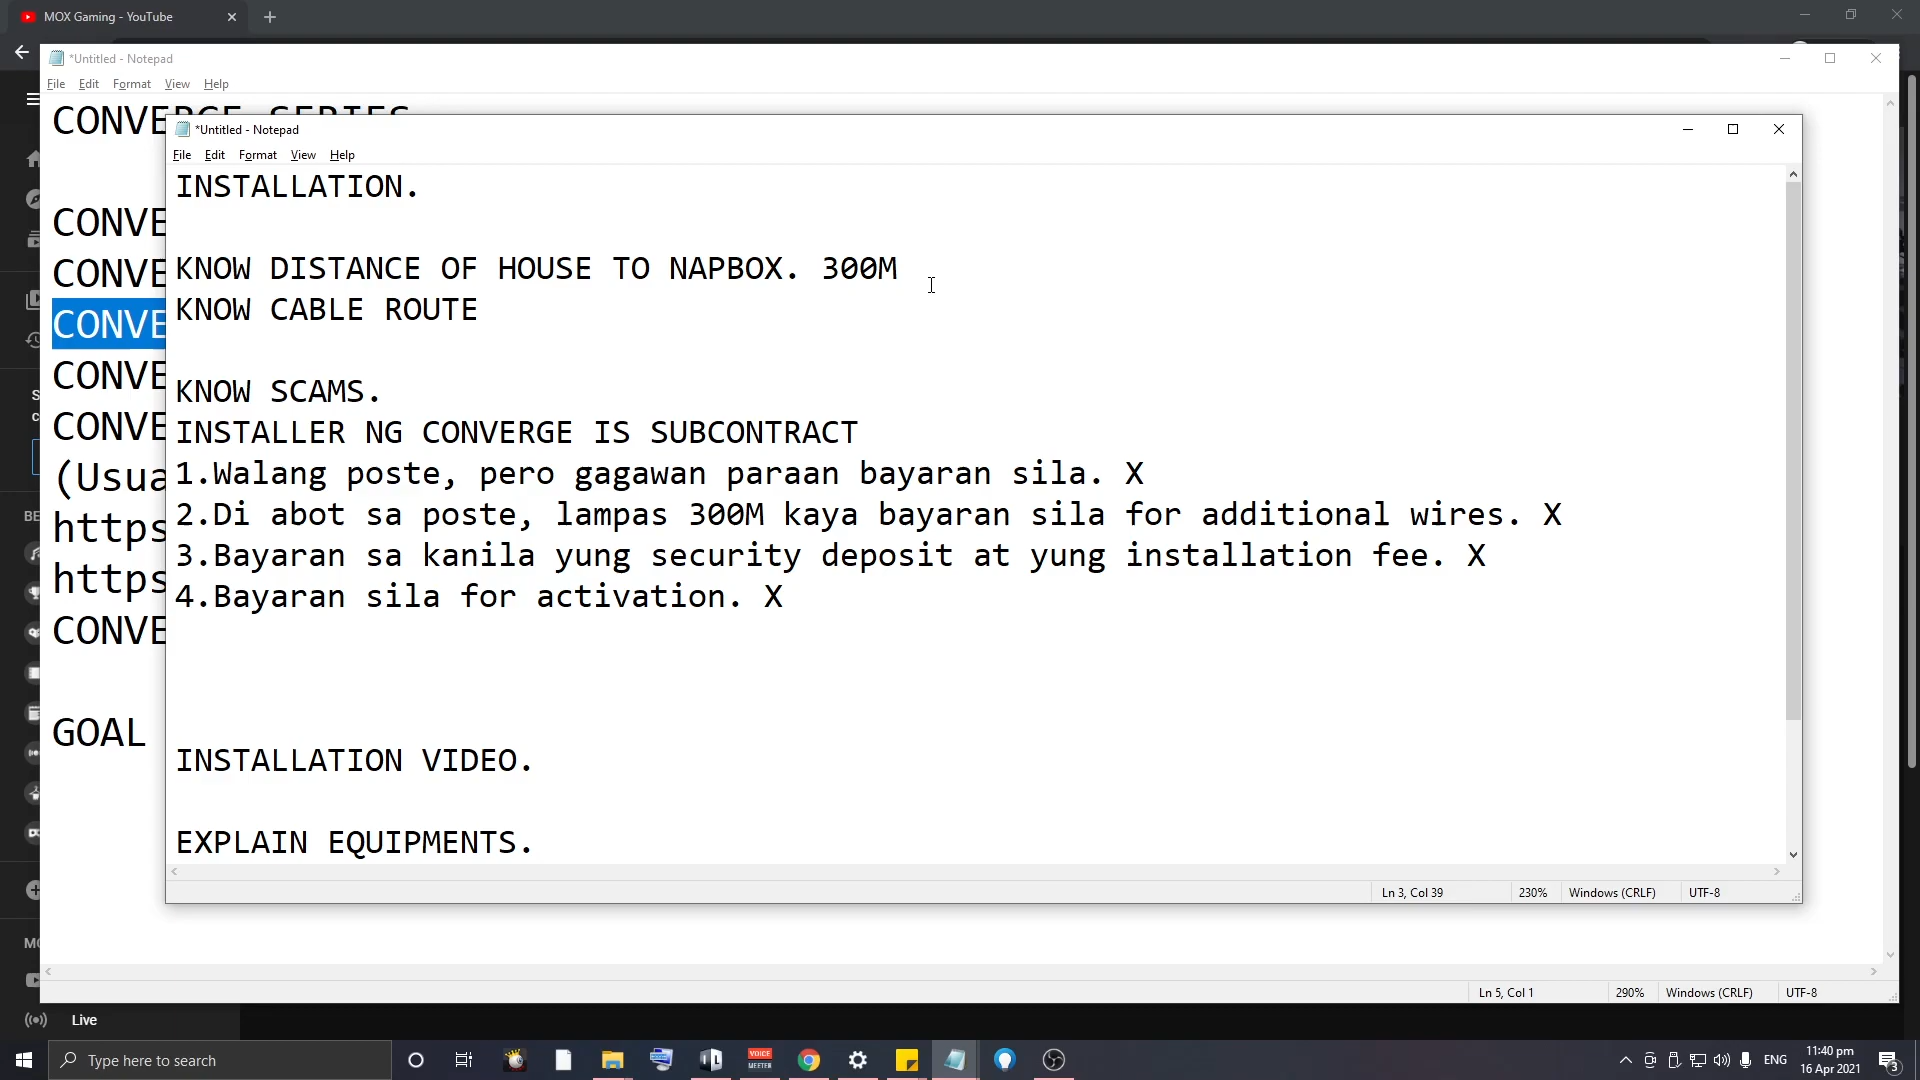 MOX Gaming - YouTube
*Untitled - Notepad
File Edit Format View Help
CONVERGE SERIES
*Untitled - Notepad
File Edit Format View Help
INSTALLATION.
CONVE
KNOW DISTANCE OF HOUSE TO NAPBOX. 300M
CONVE
KNOW CABLE ROUTE
CONVE
CONVE
KNOW SCAMS.
INSTALLER NG CONVERGE IS SUBCONTRACT
CONVE
1.Walang poste, pero gagawan paraan bayaran sila. X
(Usua
2.Di abot sa poste, lampas 300M kaya bayaran sila for additional wires. X
https
3.Bayaran sa kanila yung security deposit at yung installation fee. X
https
4.Bayaran sila for activation. X
CONVE
GOAL
INSTALLATION VIDEO.
EXPLAIN EQUIPMENTS.
Ln 3, Col 39 230% Windows (CRLF) UTF-8
Ln 5, Col 1 290% Windows (CRLF) UTF-8
Live
Type here to search
VOICE
MEETER
ENG
11:40 pm
16 Apr 2021
3